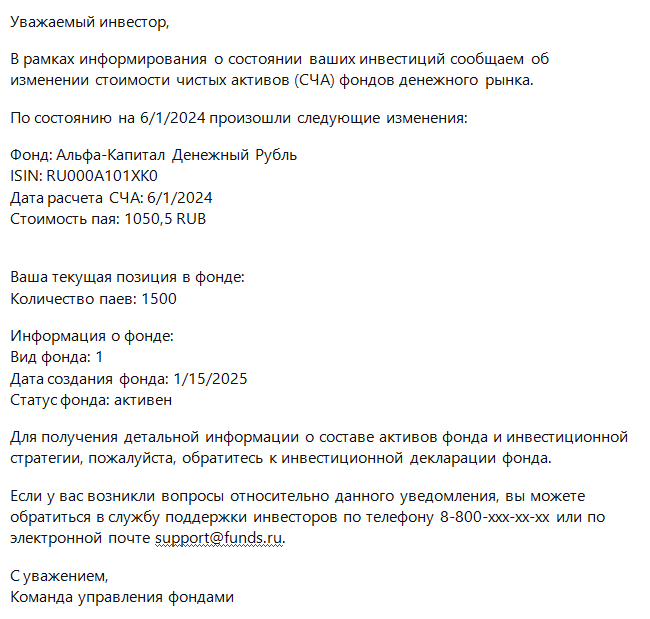 Уважаемый инвестор,
В рамках информирования о состоянии ваших инвестиций сообщаем об
изменении стоимости чистых активов (СЧА) фондов денежного рынка.
По состоянию на 6/1/2024 произошли следующие изменения:
Фонд: Альфа-Капитал Денежный Рубль
ISIN: RU000A101XK0
Дата расчета СЧА: 6/1/2024
Стоимость пая: 1050,5 RUB
Ваша текущая позиция в фонде:
Количество паев: 1500
Информация о фонде:
Вид фонда: 1
Дата создания фонда: 1/15/2025
Статус фонда: активен
Для получения детальной информации о составе активов фонда и инвестиционной
стратегии, пожалуйста, обратитесь к инвестиционной декларации фонда.
Если у вас возникли вопросы относительно данного уведомления, вы можете
обратиться в службу поддержки инвесторов по телефону 8-800-xxx-xx-xx или по
электронной почте support@funds.ru.
С уважением,
Команда управления фондами